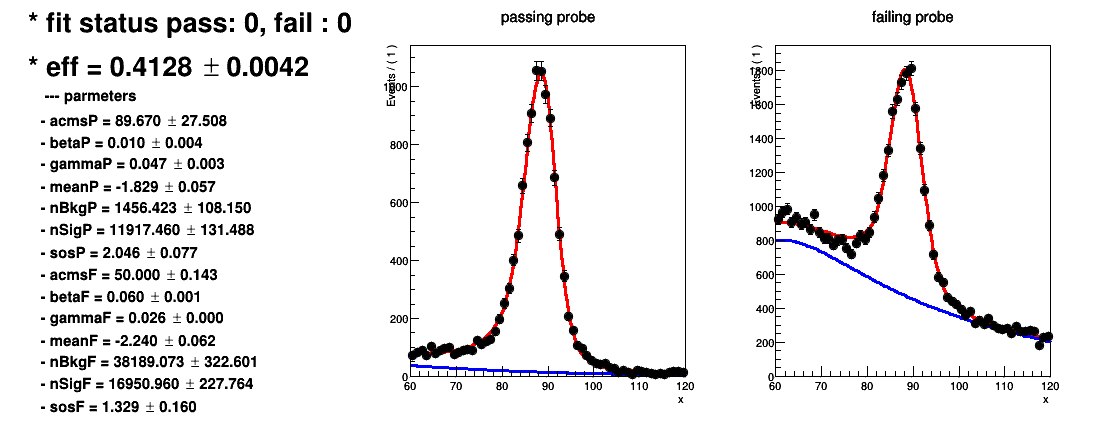 * fit status pass: 0, fail : 0
* eff = 0.4128 ± 0.0042
--- parmeters
- acmsP = 89.670 ± 27.508
- betaP = 0.010 ± 0.004
- gammaP = 0.047 ± 0.003
- meanP = -1.829 ± 0.057
- nBkgP = 1456.423 ± 108.150
- nSigP = 11917.460 ± 131.488
- sosP = 2.046 ± 0.077
- acmsF = 50.000 ± 0.143
- betaF = 0.060 ± 0.001
- gammaF = 0.026 ± 0.000
- meanF = -2.240 ± 0.062
- nBkgF = 38189.073 ± 322.601
- nSigF = 16950.960 ± 227.764
- sosF = 1.329 ± 0.160
passing probe
Events / ( 1 )
1000
800
600
400
200
0
60 70 80 90 100 110 120
x
failing probe
Events / ( 1 )
1800
1600
1400
1200
1000
800
600
400
200
0
60 70 80 90 100 110 120
x